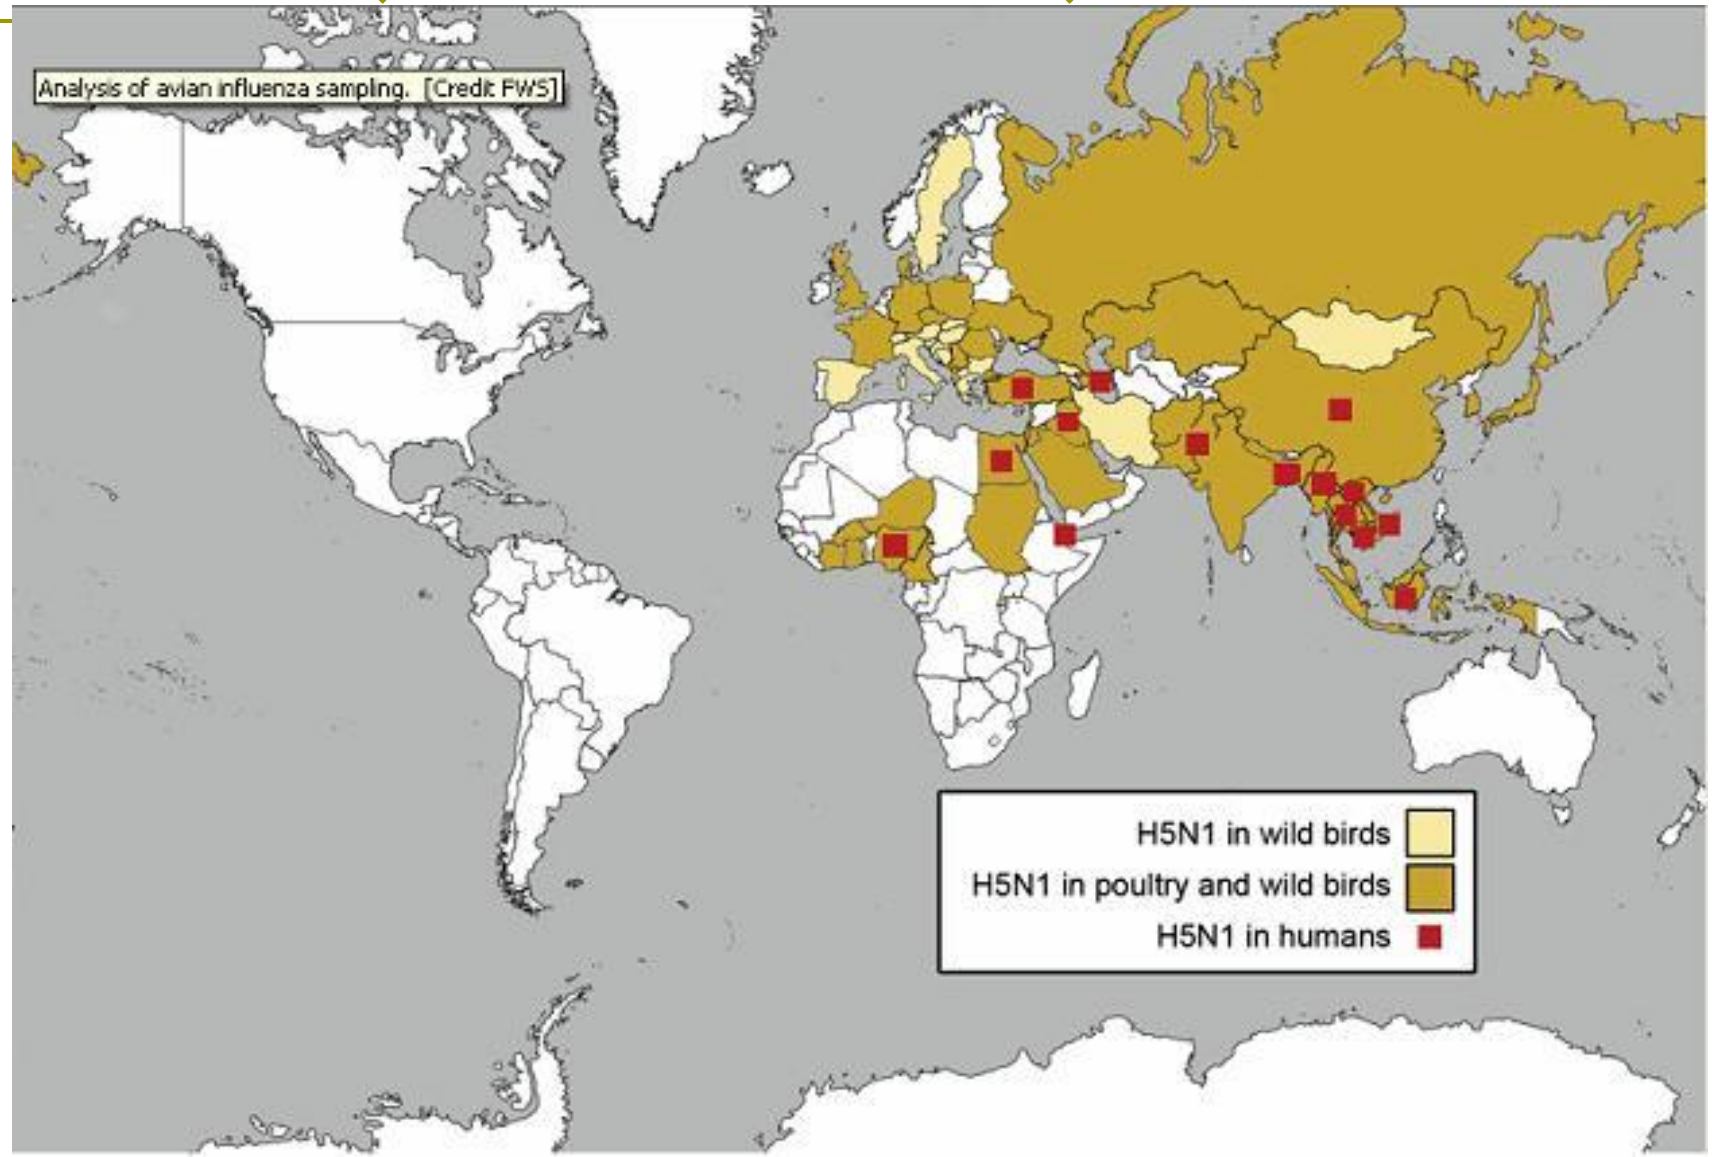 Analysis of avian influenza sampling. [Credit FWS]
H5N1 in wild birds
H5N1 in poultry and wild birds
H5N1 in humans